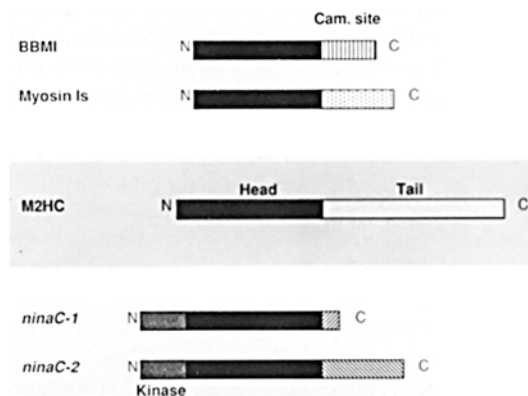 Cam. site
BBMI N C
Myosin Is N C
Head Tail
M2HC N C
ninaC-1 N C
ninaC-2 N C
Kinase